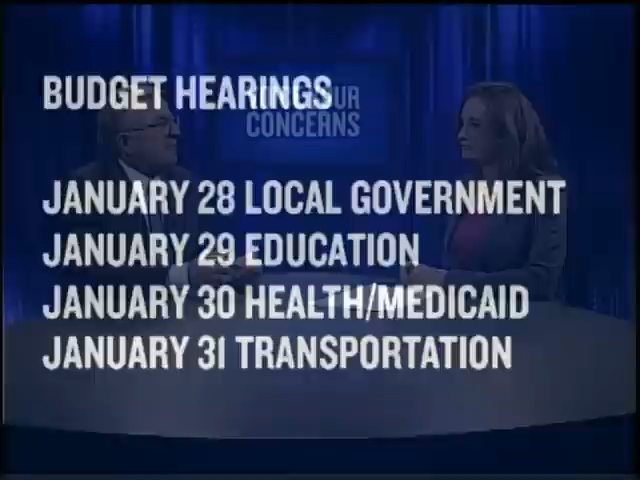 BUDGET HEARINGS
CONCERNS
JANUARY 28 LOCAL GOVERNMENT
JANUARY 29 EDUCATION
JANUARY 30 HEALTH/MEDICAID
JANUARY 31 TRANSPORTATION